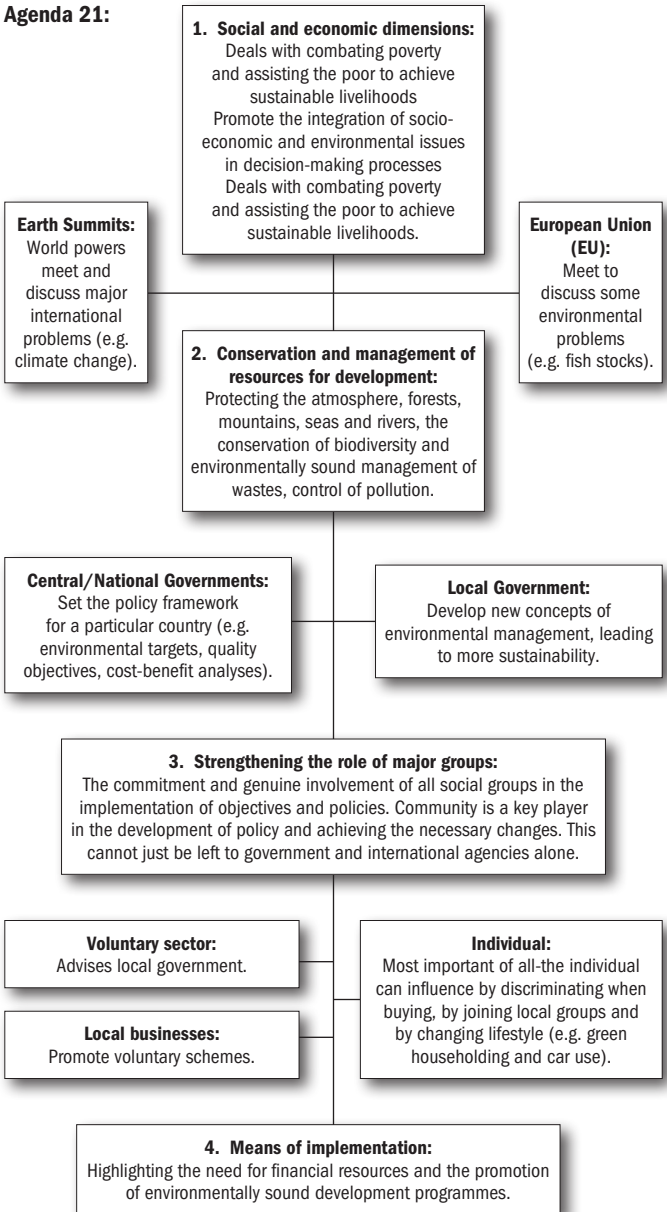 Agenda 21:
1. Social and economic dimensions:
Deals with combating poverty
and assisting the poor to achieve
sustainable livelihoods
Promote the integration of socio-
economic and environmental issues
in decision-making processes
Deals with combating poverty
and assisting the poor to achieve
sustainable livelihoods.
Earth Summits:
World powers
meet and
discuss major
international
problems (e.g.
climate change).
European Union
(EU):
Meet to
discuss some
environmental
problems
(e.g. fish stocks).
2. Conservation and management of
resources for development:
Protecting the atmosphere, forests,
mountains, seas and rivers, the
conservation of biodiversity and
environmentally sound management of
wastes, control of pollution.
Central/National Governments:
Set the policy framework
for a particular country (e.g.
environmental targets, quality
objectives, cost-benefit analyses).
Local Government:
Develop new concepts of
environmental management, leading
to more sustainability.
3. Strengthening the role of major groups:
The commitment and genuine involvement of all social groups in the
implementation of objectives and policies. Community is a key player
in the development of policy and achieving the necessary changes. This
cannot just be left to government and international agencies alone.
Voluntary sector:
Advises local government.
Individual:
Most important of all-the individual
can influence by discriminating when
buying, by joining local groups and
by changing lifestyle (e.g. green
householding and car use).
Local businesses:
Promote voluntary schemes.
4. Means of implementation:
Highlighting the need for financial resources and the promotion
of environmentally sound development programmes.